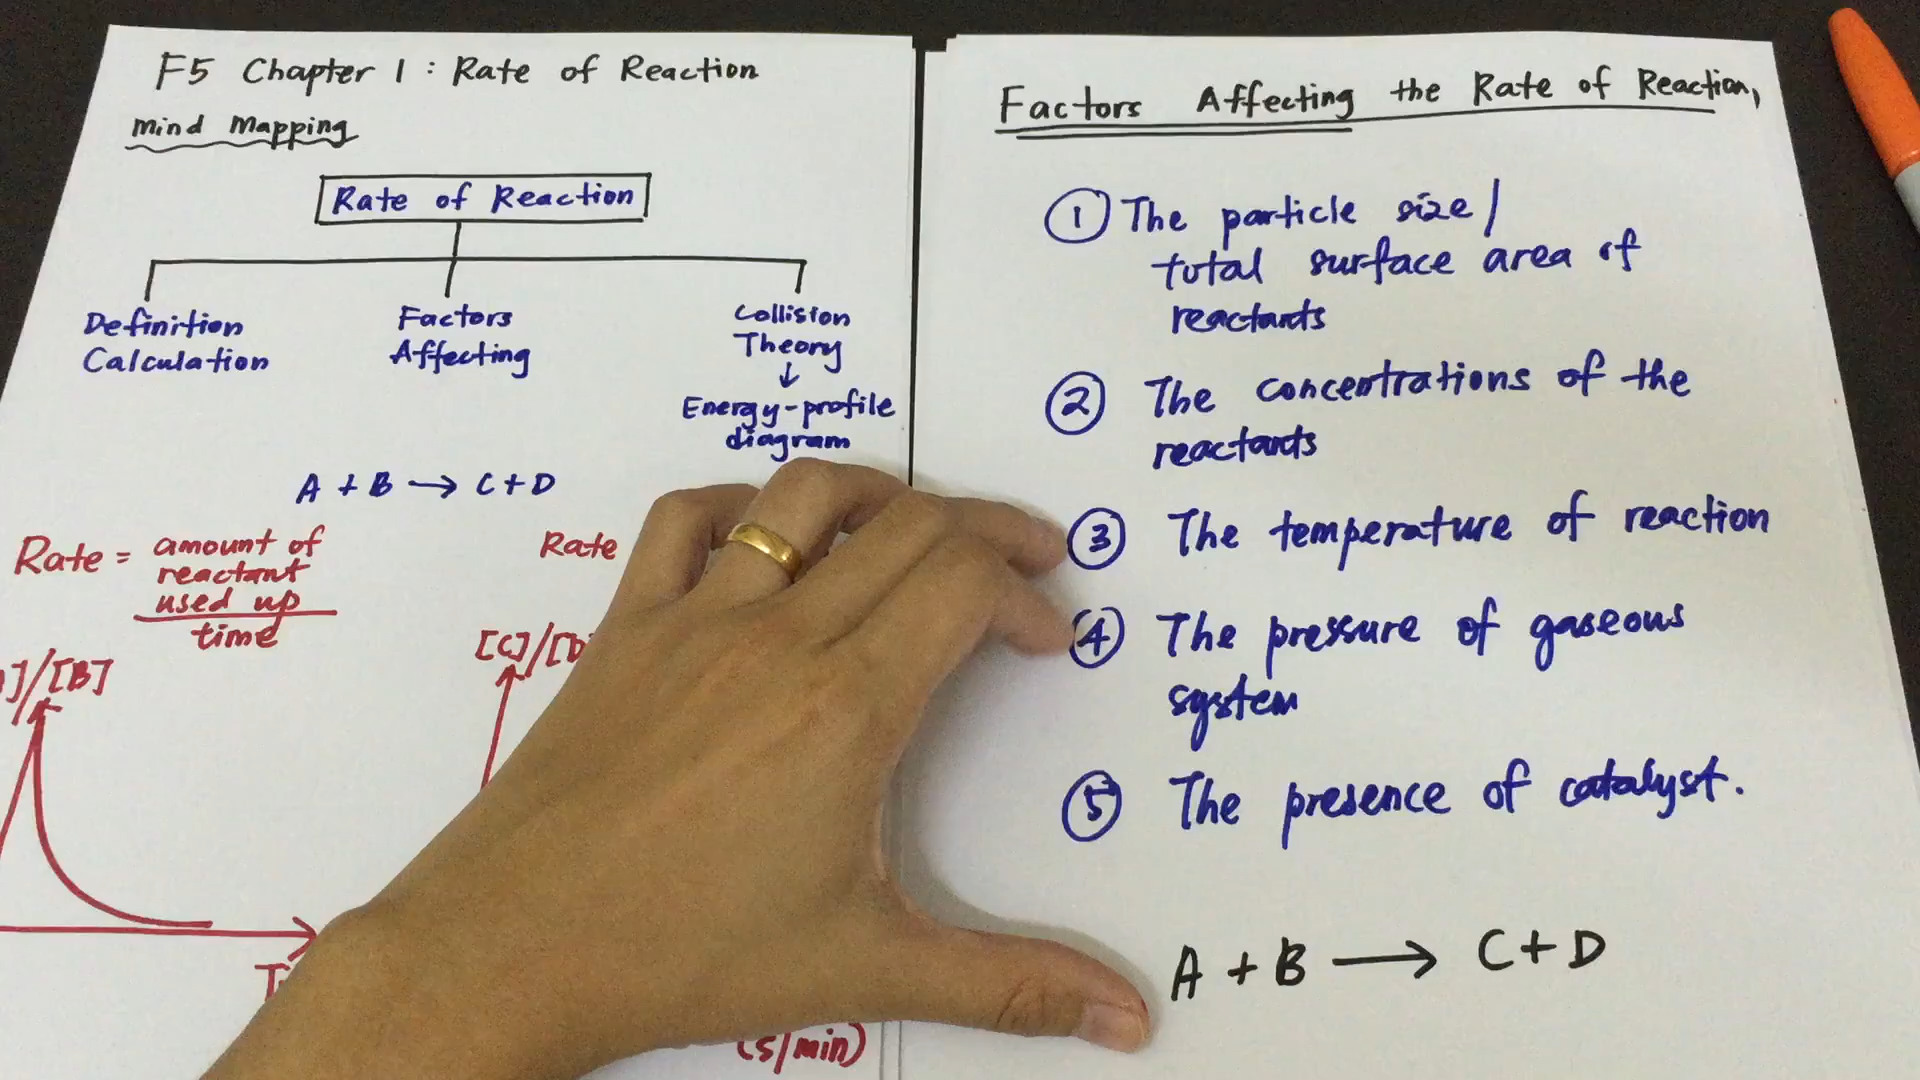 F5 Chapter 1 : Rate of Reaction
Mind Mapping
Rate of Reaction
Definition
Calculation
Factors
Affecting
Collision
Theory
↓
Energy-profile
diagram
A + B → C + D
Rate = amount of
reactant
used up
time
Rate
]/[B]
[C]/[D
(s/min)
Factors Affecting the Rate of Reaction,
① The particle size/
total surface area of
reactants
② The concentrations of the
reactants
③ The temperature of reaction
④ The pressure of gaseous
system
⑤ The presence of catalyst.
A + B → C + D